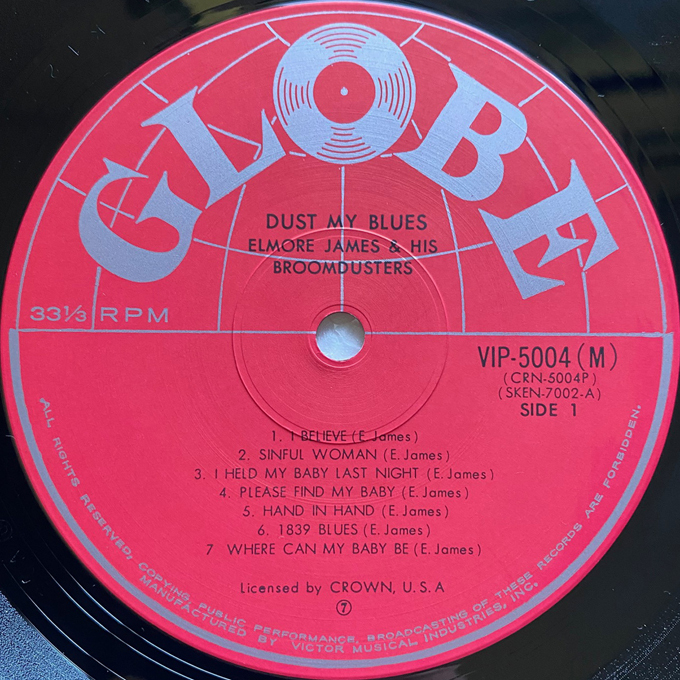 GLOBE
DUST MY BLUES
ELMORE JAMES & HIS
BROOMDUSTERS
33⅓ RPM
VIP-5004 (M)
(CRN-5004P)
(SKEN-7002-A)
SIDE 1
1. I BELIEVE (E. James)
2. SINFUL WOMAN (E. James)
3. I HELD MY BABY LAST NIGHT (E. James)
4. PLEASE FIND MY BABY (E. James)
5. HAND IN HAND (E. James)
6. 1839 BLUES (E. James)
7 WHERE CAN MY BABY BE (E. James)
Licensed by CROWN, U. S. A
⑦
ALL RIGHTS RESERVED, COPYING, PUBLIC PERFORMANCE, BROADCASTING OF THESE RECORDS ARE FORBIDDEN.
MANUFACTURED BY VICTOR MUSICAL INDUSTRIES, INC.